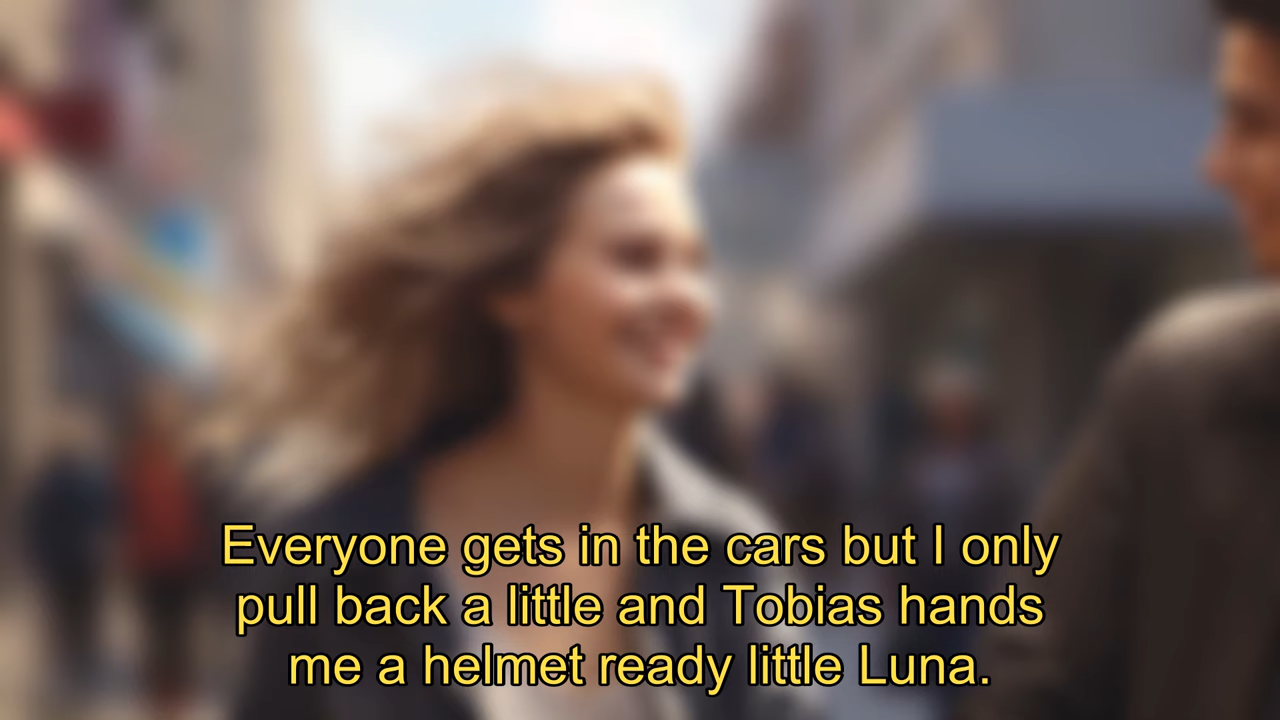 Everyone gets in the cars but I only
pull back a little and Tobias hands
me a helmet ready little Luna.